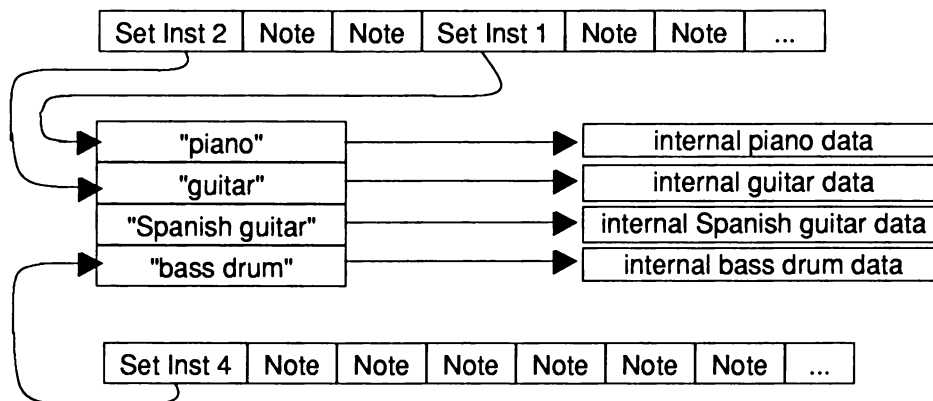 Set Inst 2 Note Note Set Inst 1 Note Note ...
"piano" internal piano data
"guitar" internal guitar data
"Spanish guitar" internal Spanish guitar data
"bass drum" internal bass drum data
Set Inst 4 Note Note Note Note Note Note ...